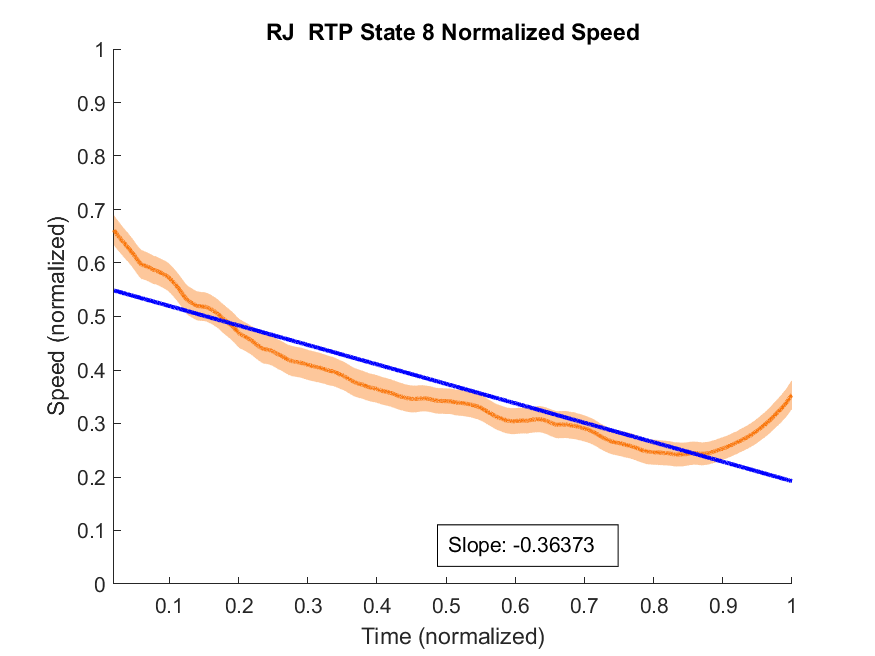 RJ  RTP State 8 Normalized Speed
1
0.9
0.8
0.7
0.6
0.5
0.4
0.3
0.2
0.1
0
Speed (normalized)
Slope: -0.36373
0.1 0.2 0.3 0.4 0.5 0.6 0.7 0.8 0.9 1
Time (normalized)